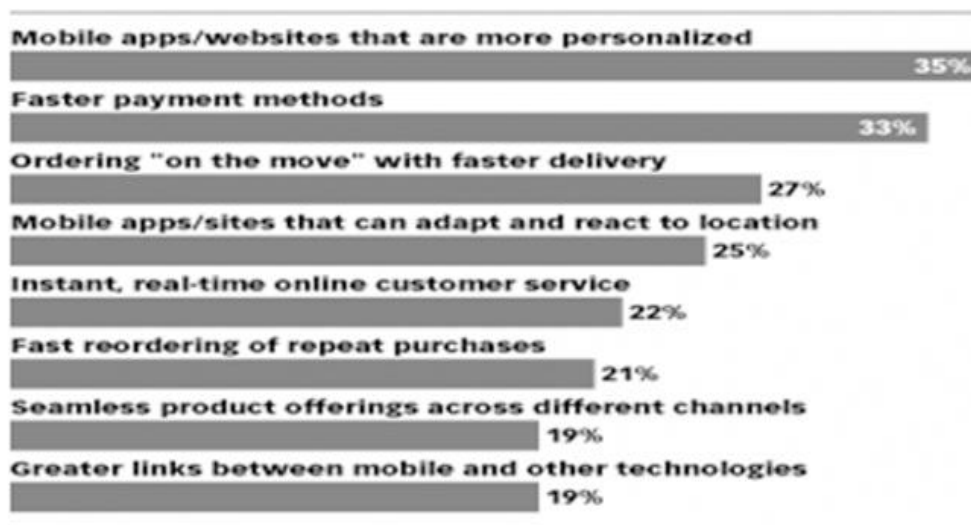 Mobile apps/websites that are more personalized
35%
Faster payment methods
33%
Ordering "on the move" with faster delivery
27%
Mobile apps/sites that can adapt and react to location
25%
Instant, real-time online customer service
22%
Fast reordering of repeat purchases
21%
Seamless product offerings across different channels
19%
Greater links between mobile and other technologies
19%